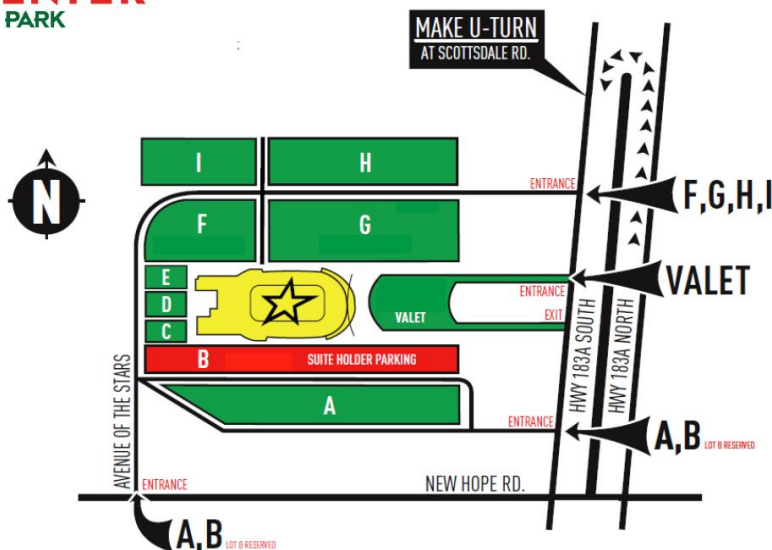 PARK
MAKE U-TURN
AT SCOTTSDALE RD.
N
I
H
ENTRANCE
F,G,H,I
F
G
E
D
C
VALET
ENTRANCE
EXIT
VALET
B
SUITE HOLDER PARKING
A
ENTRANCE
A,B
LOT B RESERVED
HWY 183A SOUTH
HWY 183A NORTH
AVENUE OF THE STARS
ENTRANCE
NEW HOPE RD.
A,B
LOT B RESERVED